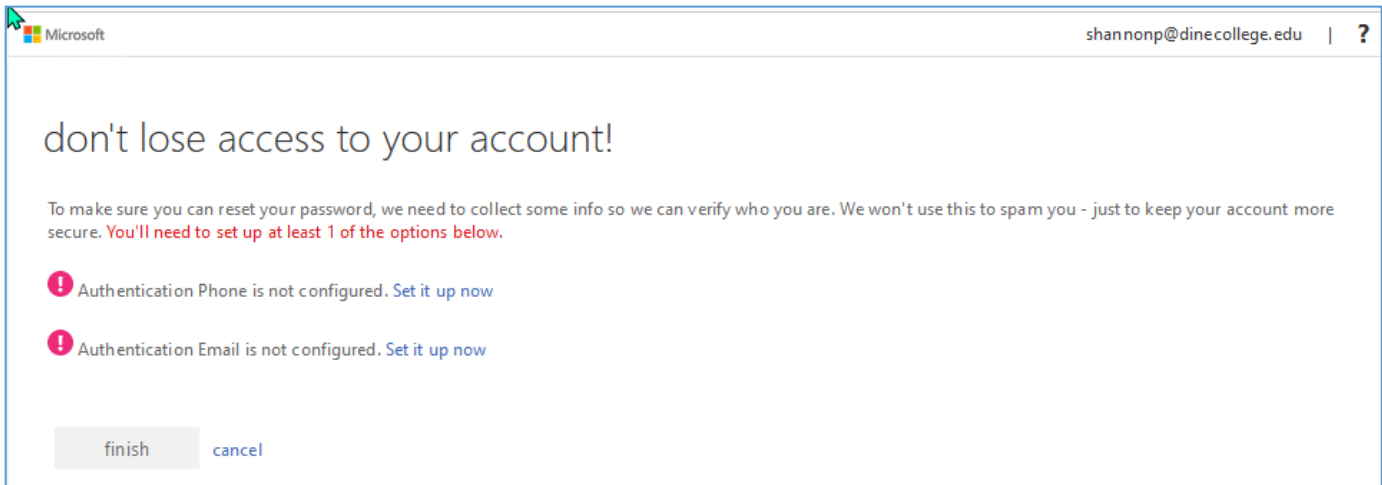 Microsoft
shannonp@dinecollege.edu | ?
don't lose access to your account!
To make sure you can reset your password, we need to collect some info so we can verify who you are. We won't use this to spam you - just to keep your account more
secure. You'll need to set up at least 1 of the options below.
! Authentication Phone is not configured. Set it up now
! Authentication Email is not configured. Set it up now
finish cancel